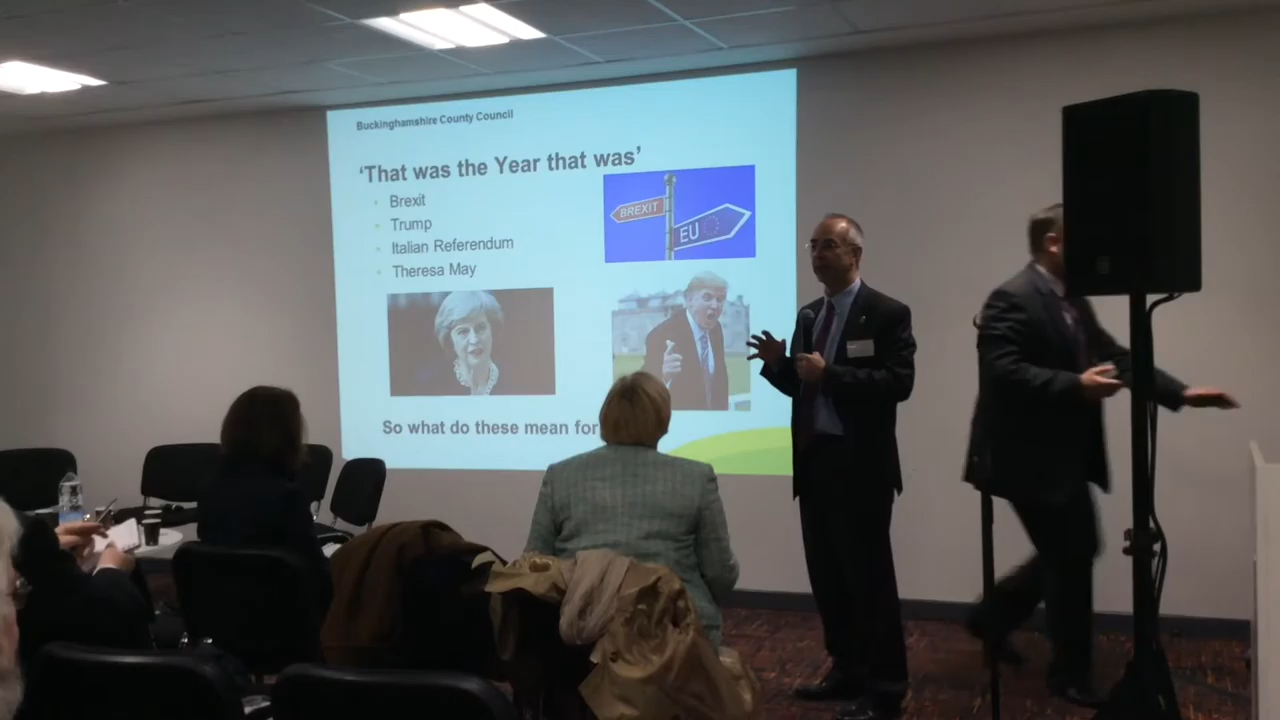 Buckinghamshire County Council
‘That was the Year that was’
Brexit
Trump
Italian Referendum
Theresa May
BREXIT
EU
So what do these mean for